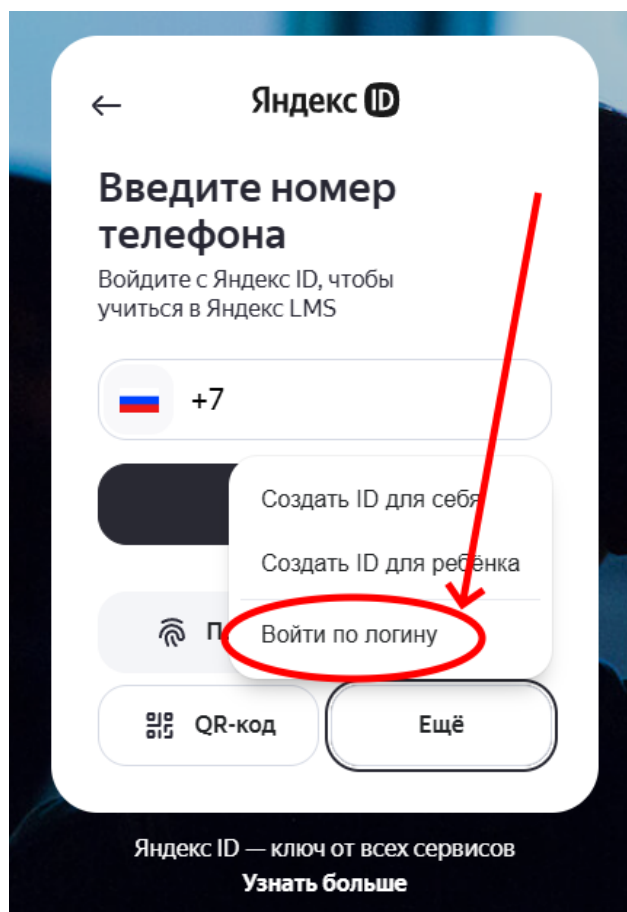 Яндекс ID
Введите номер
телефона
Войдите с Яндекс ID, чтобы
учиться в Яндекс LMS
+7
Создать ID для себя
Создать ID для ребёнка
Войти по логину
QR-код
Ещё
Яндекс ID — ключ от всех сервисов
Узнать больше